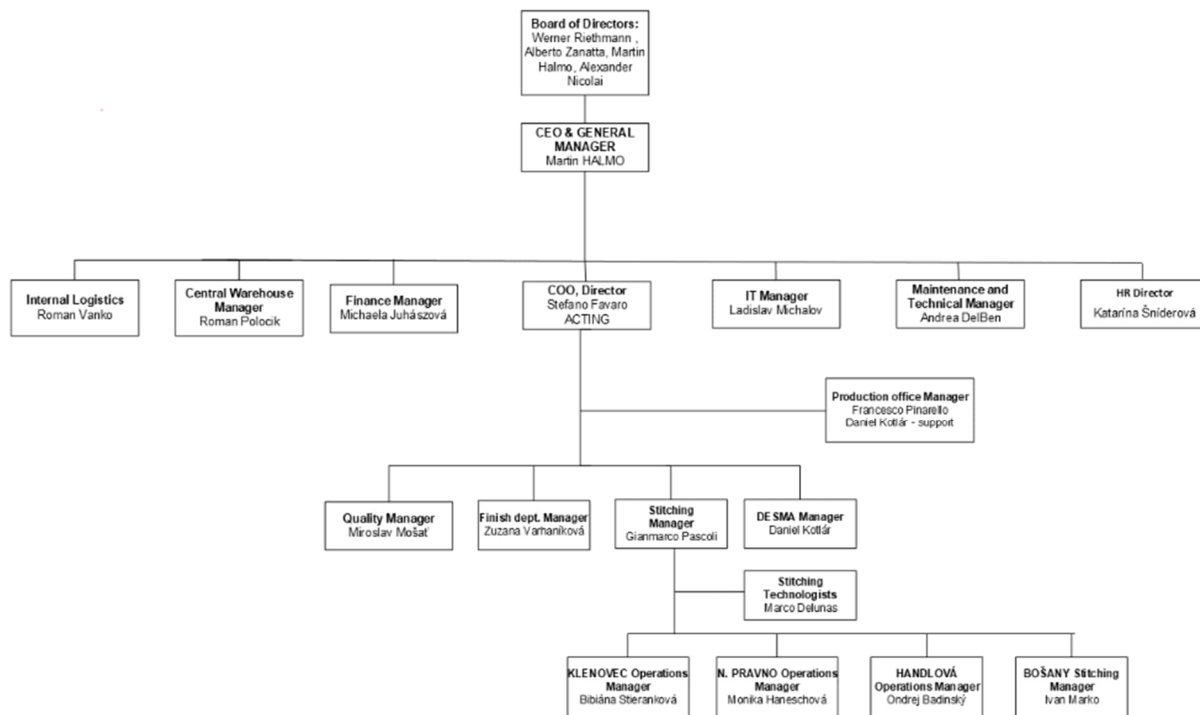 Board of Directors:
Werner Riethmann ,
Alberto Zanatta, Martin
Halmo, Alexander
Nicolai
CEO & GENERAL
MANAGER
Martin HALMO
Internal Logistics
Roman Vanko
Central Warehouse
Manager
Roman Polocik
Finance Manager
Michaela Juhászová
COO, Director
Stefano Favaro
ACTING
IT Manager
Ladislav Michalov
Maintenance and
Technical Manager
Andrea DelBen
HR Director
Katarína Šníderová
Production office Manager
Francesco Pinarello
Daniel Kotlár - support
Quality Manager
Miroslav Mošať
Finish dept. Manager
Zuzana Varhaníková
Stitching
Manager
Gianmarco Pascoli
DESMA Manager
Daniel Kotlár
Stitching
Technologists
Marco Delunas
KLENOVEC Operations
Manager
Bibiána Stieranková
N. PRAVNO Operations
Manager
Monika Haneschová
HANDLOVÁ
Operations Manager
Ondrej Badinský
BOŠANY Stitching
Manager
Ivan Marko